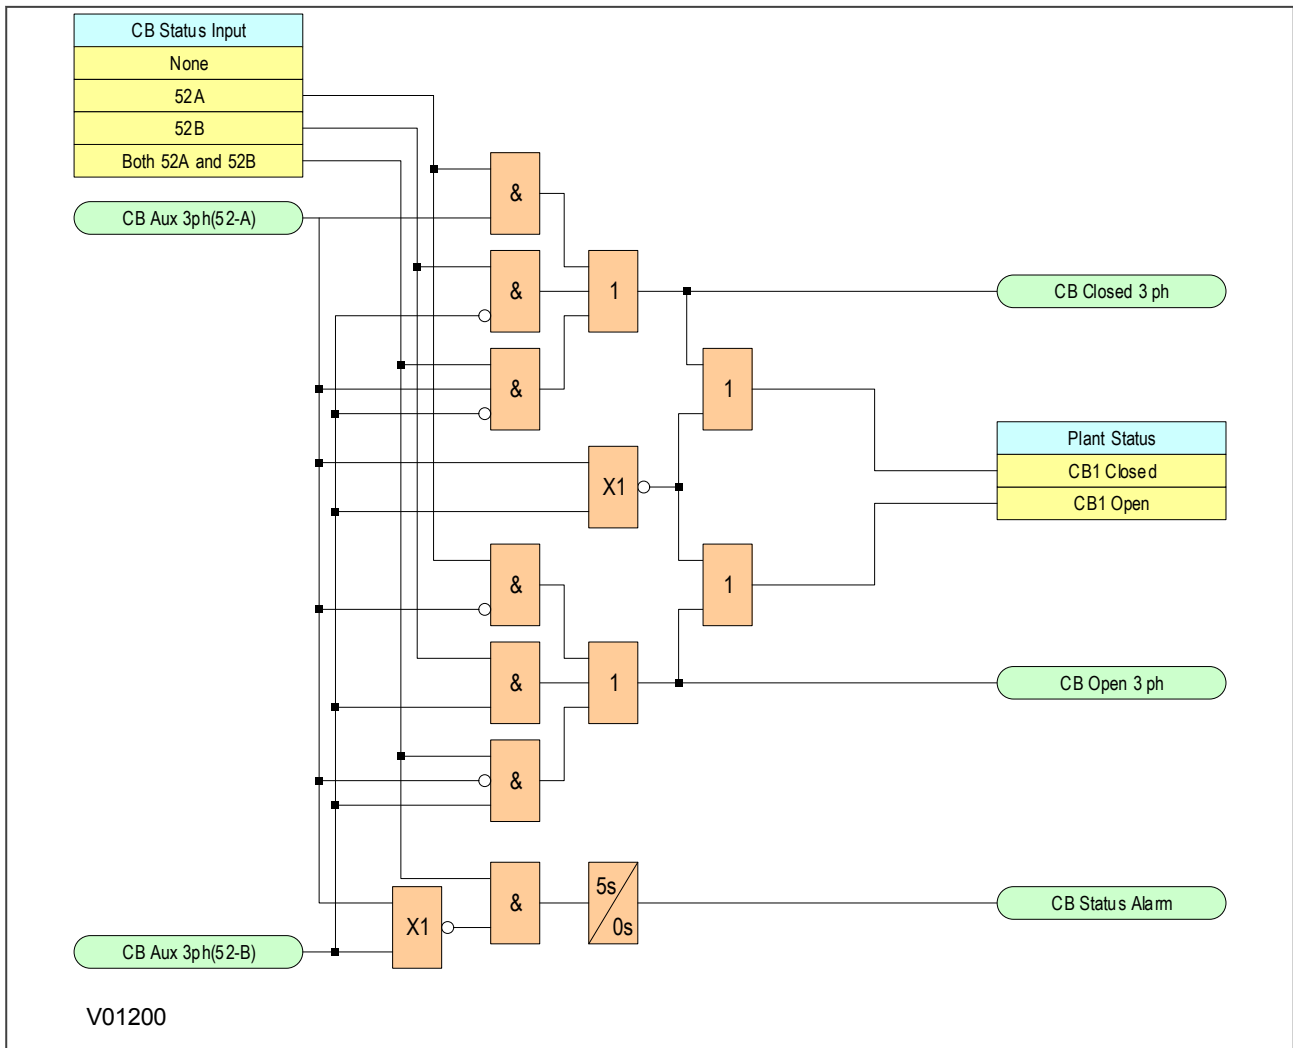 CB Status Input
None
52A
52B
Both 52A and 52B
CB Aux 3ph(52-A)
&
&
1
CB Closed 3 ph
&
1
Plant Status
CB1 Closed
X1
CB1 Open
&
1
&
1
CB Open 3 ph
&
5s
&
CB Status Alarm
0s
X1
CB Aux 3ph(52-B)
V01200